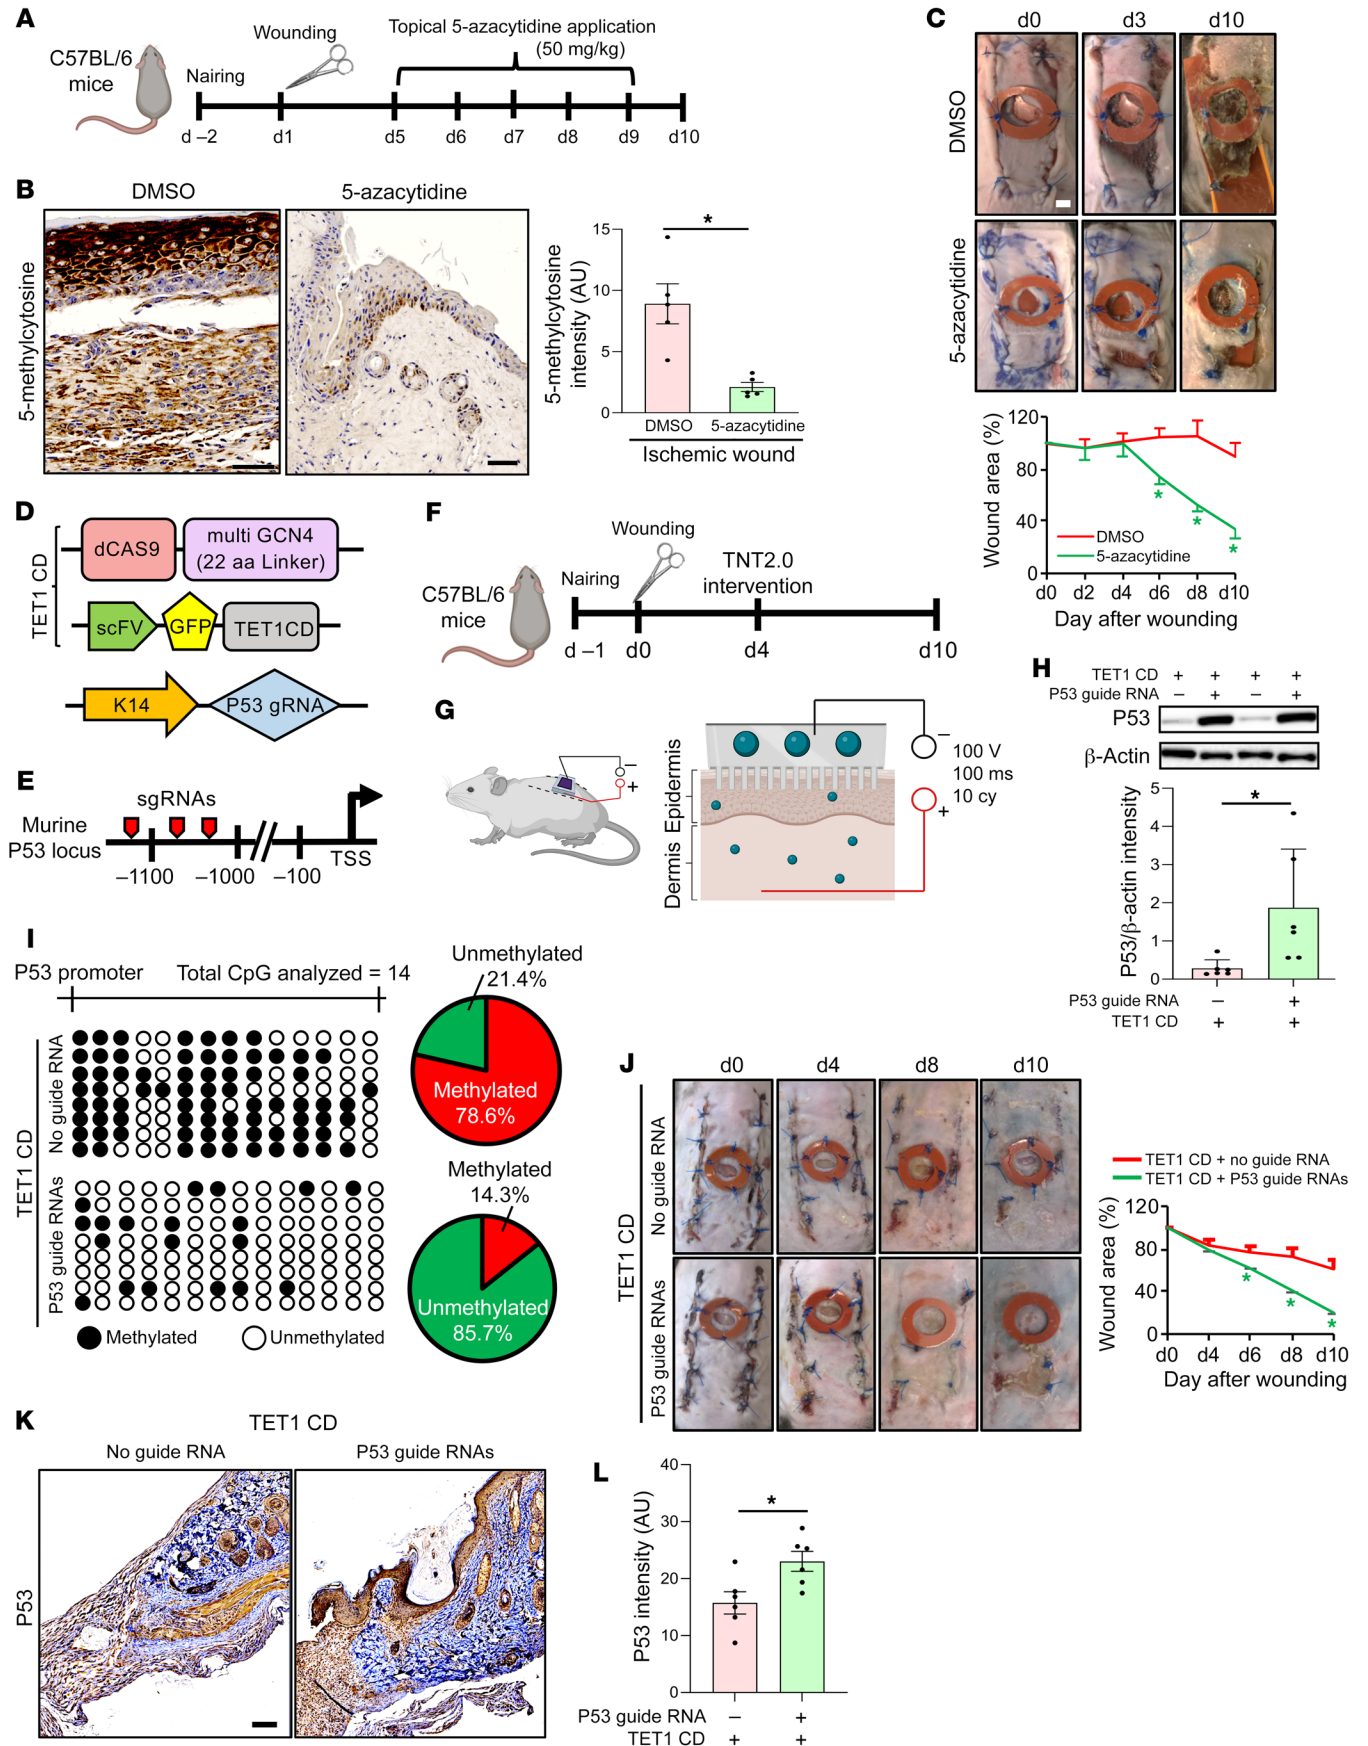 A
C57BL/6
mice
Nairing
Wounding
Topical 5-azacytidine application
(50 mg/kg)
d –2
d1
d5
d6
d7
d8
d9
d10
B
DMSO
5-azacytidine
5-methylcytosine
5-methylcytosine
intensity (AU)
15
10
5
0
*
DMSO
5-azacytidine
Ischemic wound
C
d0
d3
d10
DMSO
5-azacytidine
Wound area (%)
120
80
40
0
DMSO
5-azacytidine
*
*
*
d0
d2
d4
d6
d8
d10
Day after wounding
D
TET1 CD
dCAS9
multi GCN4
(22 aa Linker)
scFV
GFP
TET1CD
K14
P53 gRNA
E
sgRNAs
Murine
P53 locus
–1100
–1000
–100
TSS
F
C57BL/6
mice
Nairing
Wounding
TNT2.0
intervention
d –1
d0
d4
d10
G
–
+
Dermis
Epidermis
–
100 V
100 ms
10 cy
+
H
TET1 CD + + + +
P53 guide RNA – + – +
P53
β-Actin
P53/β-actin intensity
5
4
3
2
1
0
*
P53 guide RNA – +
TET1 CD + +
I
P53 promoter
Total CpG analyzed = 14
TET1 CD
No guide RNA
P53 guide RNAs
Methylated
Unmethylated
Unmethylated
21.4%
Methylated
78.6%
Methylated
14.3%
Unmethylated
85.7%
J
d0
d4
d8
d10
TET1 CD
No guide RNA
P53 guide RNAs
TET1 CD + no guide RNA
TET1 CD + P53 guide RNAs
Wound area (%)
120
80
40
0
*
*
*
d0
d4
d6
d8
d10
Day after wounding
K
TET1 CD
No guide RNA
P53 guide RNAs
P53
L
P53 intensity (AU)
40
30
20
10
0
*
P53 guide RNA – +
TET1 CD + +